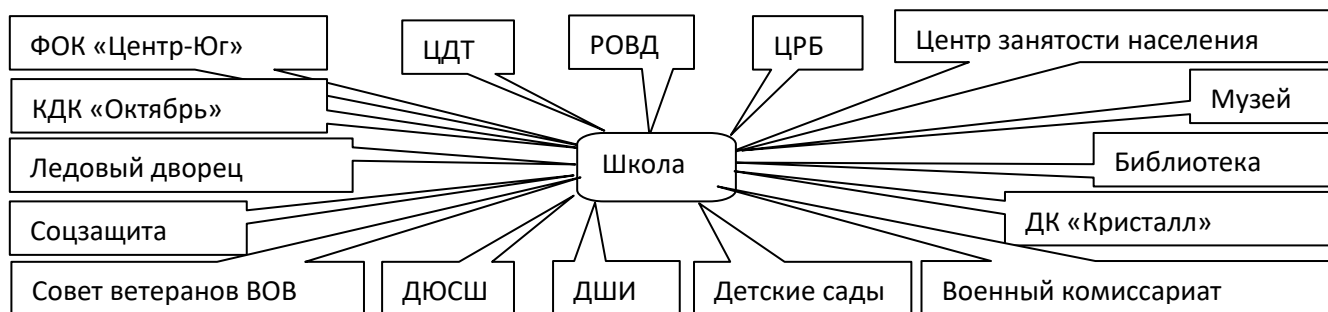 ФОК «Центр-Юг»
ЦДТ
РОВД
ЦРБ
Центр занятости населения
КДК «Октябрь»
Музей
Ледовый дворец
Школа
Библиотека
Соцзащита
ДК «Кристалл»
Совет ветеранов ВОВ
ДЮСШ
ДШИ
Детские сады
Военный комиссариат